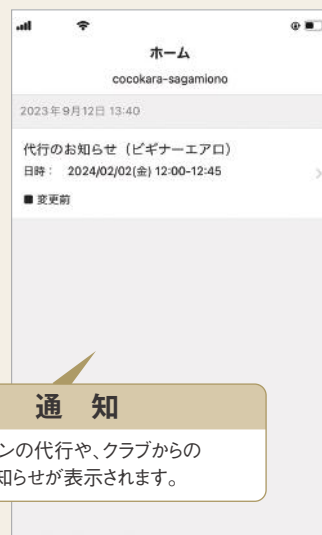 ホーム
cocokara-sagamiono
2023年9月12日 13:40
代行のお知らせ（ビギナーエアロ）
日時： 2024/02/02(金) 12:00-12:45
■ 変更前
通 知
ンの代行や、クラブからの
知らせが表示されます。